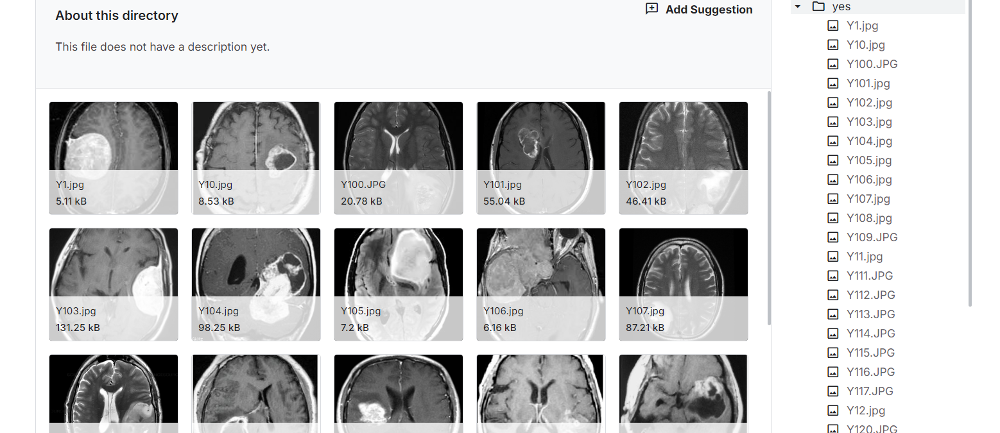 About this directory
Add Suggestion
This file does not have a description yet.
Y1.jpg
5.11 kB
Y10.jpg
8.53 kB
Y100.JPG
20.78 kB
Y101.jpg
55.04 kB
Y102.jpg
46.41 kB
Y103.jpg
131.25 kB
Y104.jpg
98.25 kB
Y105.jpg
7.2 kB
Y106.jpg
6.16 kB
Y107.jpg
87.21 kB
yes
Y1.jpg
Y10.jpg
Y100.JPG
Y101.jpg
Y102.jpg
Y103.jpg
Y104.jpg
Y105.jpg
Y106.jpg
Y107.jpg
Y108.jpg
Y109.JPG
Y11.jpg
Y111.JPG
Y112.JPG
Y113.JPG
Y114.JPG
Y115.JPG
Y116.JPG
Y117.JPG
Y12.jpg
Y120.JPG